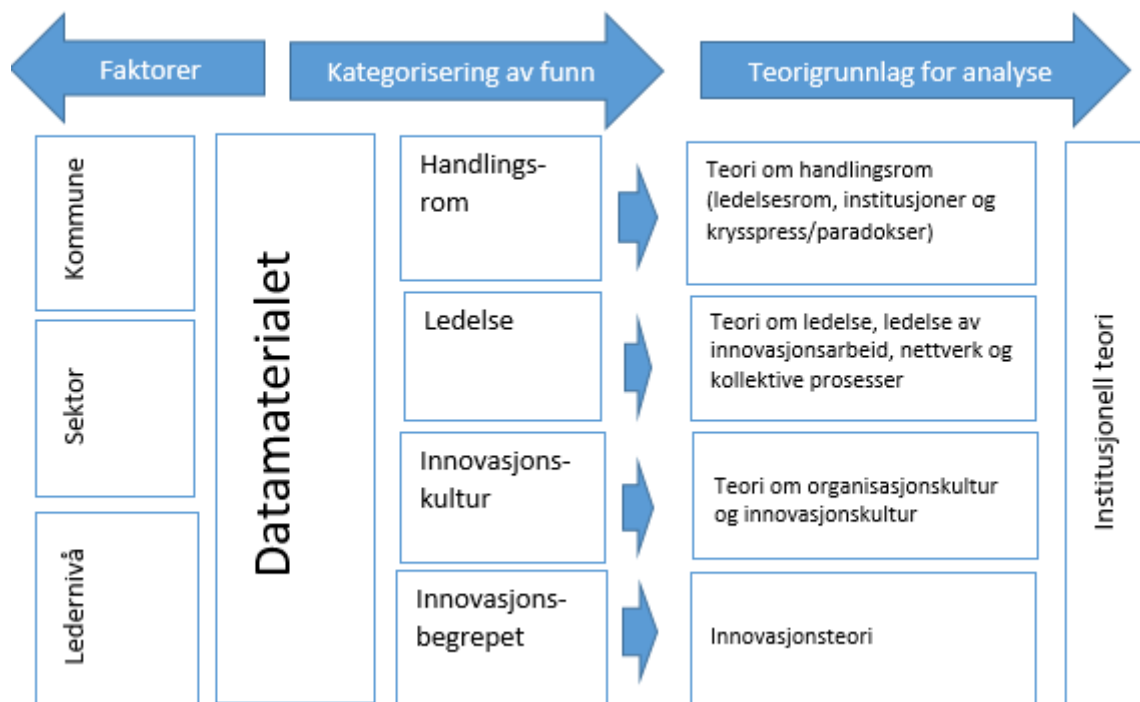 Faktorer
Kategorisering av funn
Teorigrunnlag for analyse
Kommune
Sektor
Ledernivå
Datamaterialet
Handlings-
rom
Teori om handlingsrom
(ledelsesrom, institusjoner og
krysspress/paradokser)
Ledelse
Teori om ledelse, ledelse av
innovasjonsarbeid, nettverk og
kollektive prosesser
Innovasjons-
kultur
Teori om organisasjonskultur
og innovasjonskultur
Innovasjons-
begrepet
Innovasjonsteori
Institusjonell teori